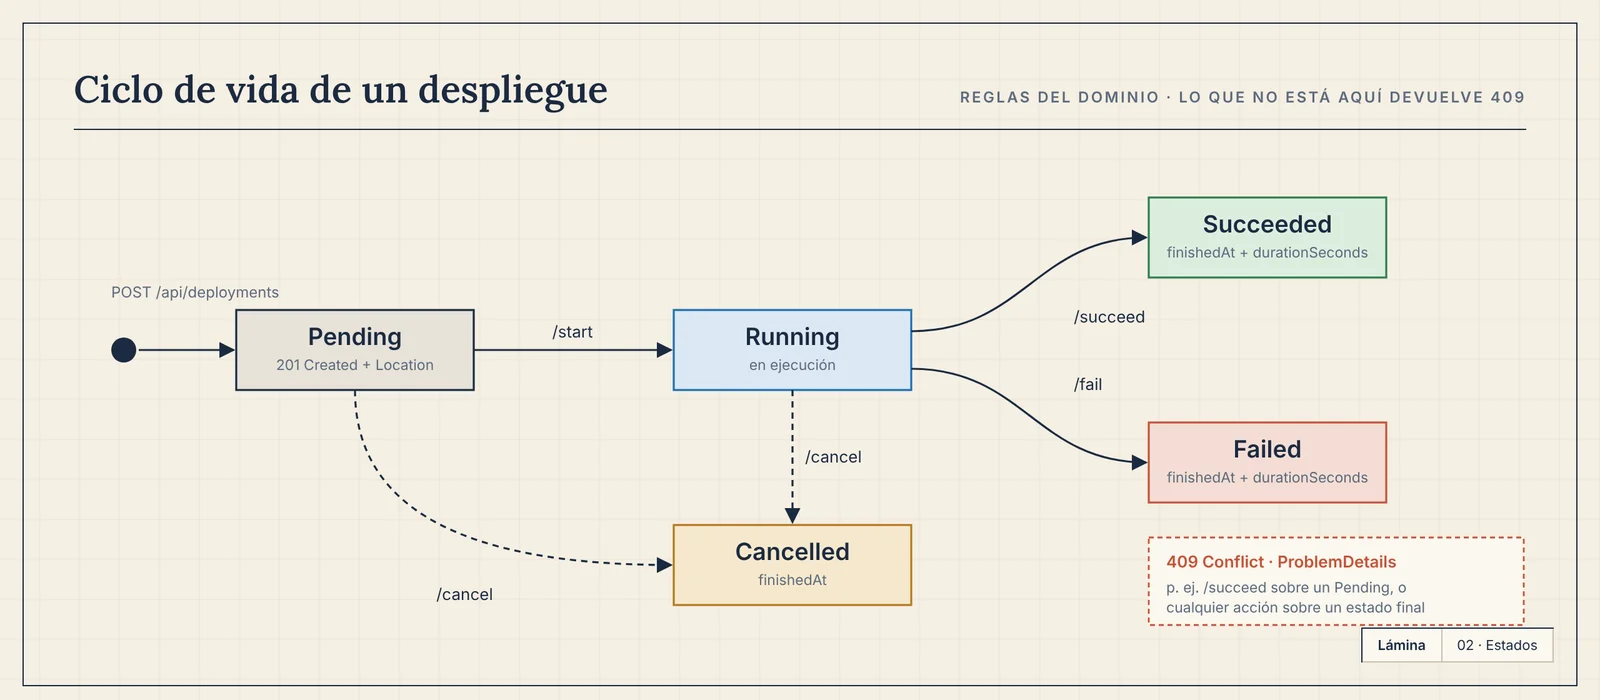 Ciclo de vida de un despliegue
REGLAS DEL DOMINIO · LO QUE NO ESTÁ AQUÍ DEVUELVE 409
POST /api/deployments
Pending
201 Created + Location
/start
Running
en ejecución
/succeed
Succeeded
finishedAt + durationSeconds
/fail
Failed
finishedAt + durationSeconds
/cancel
/cancel
Cancelled
finishedAt
409 Conflict · ProblemDetails
p. ej. /succeed sobre un Pending, o
cualquier acción sobre un estado final
Lámina
02 · Estados